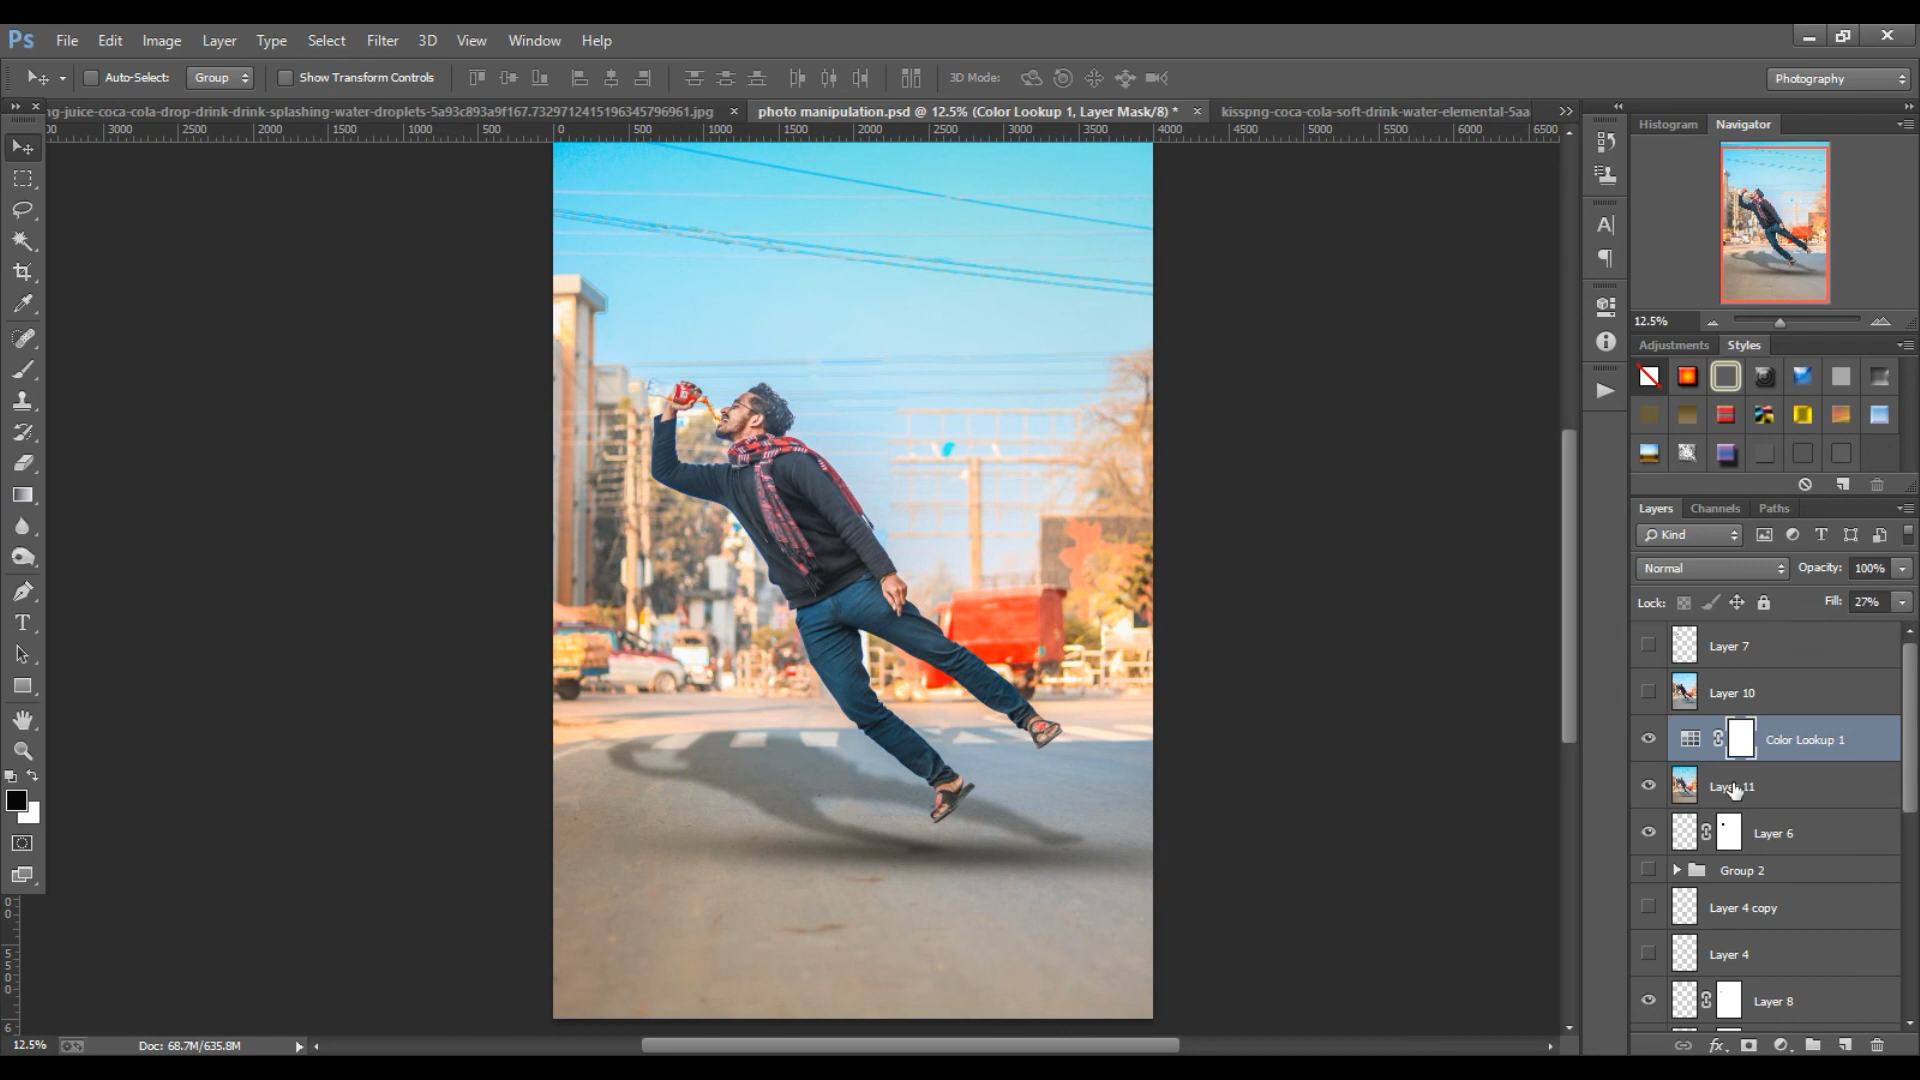 Ps File Edit Image Layer Type Select Filter 3D View Window Help
Auto-Select: Group Show Transform Controls 3D Mode: Photography
ng-juice-coca-cola-drop-drink-drink-splashing-water-droplets-5a93c893a9f167.7329712415196345796961.jpg × photo manipulation.psd @ 12.5% (Color Lookup 1, Layer Mask/8) * × kisspng-coca-cola-soft-drink-water-elemental-5aa
3000 2500 2000 1500 1000 500 0 500 1000 1500 2000 2500 3000 3500 4000 4500 5000 5500 6000 6500
Histogram Navigator
12.5%
Adjustments Styles
Layers Channels Paths
Kind
Normal Opacity: 100%
Lock: Fill: 27%
Layer 7
Layer 10
Color Lookup 1
Layer 11
Layer 6
Group 2
Layer 4 copy
Layer 4
Layer 8
12.5% Doc: 68.7M/635.8M